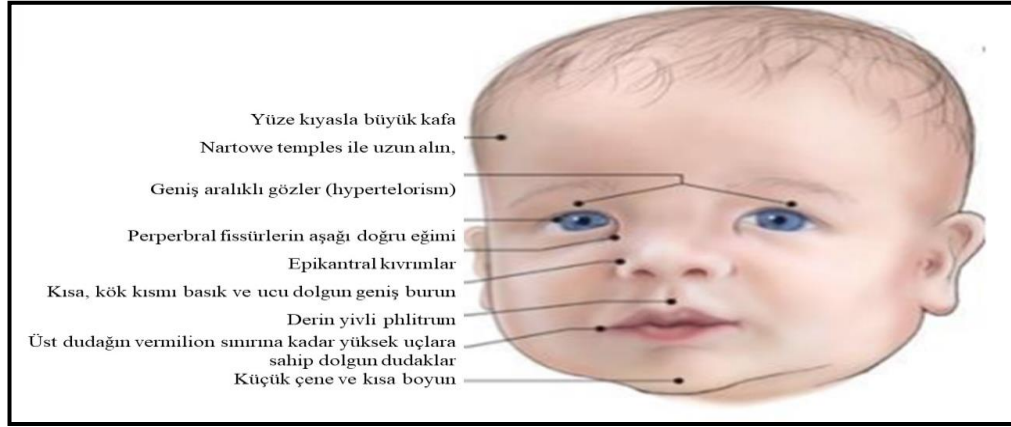 Yüze kıyasla büyük kafa
Nartowe temples ile uzun alın,
Geniş aralıklı gözler (hypertelorism)
Perperbral fissürlerin aşağı doğru eğimi
Epikantral kıvrımlar
Kısa, kök kısmı basık ve ucu dolgun geniş burun
Derin yivli phlitrum
Üst dudağın vermilion sınırına kadar yüksek uçlara
sahip dolgun dudaklar
Küçük çene ve kısa boyun